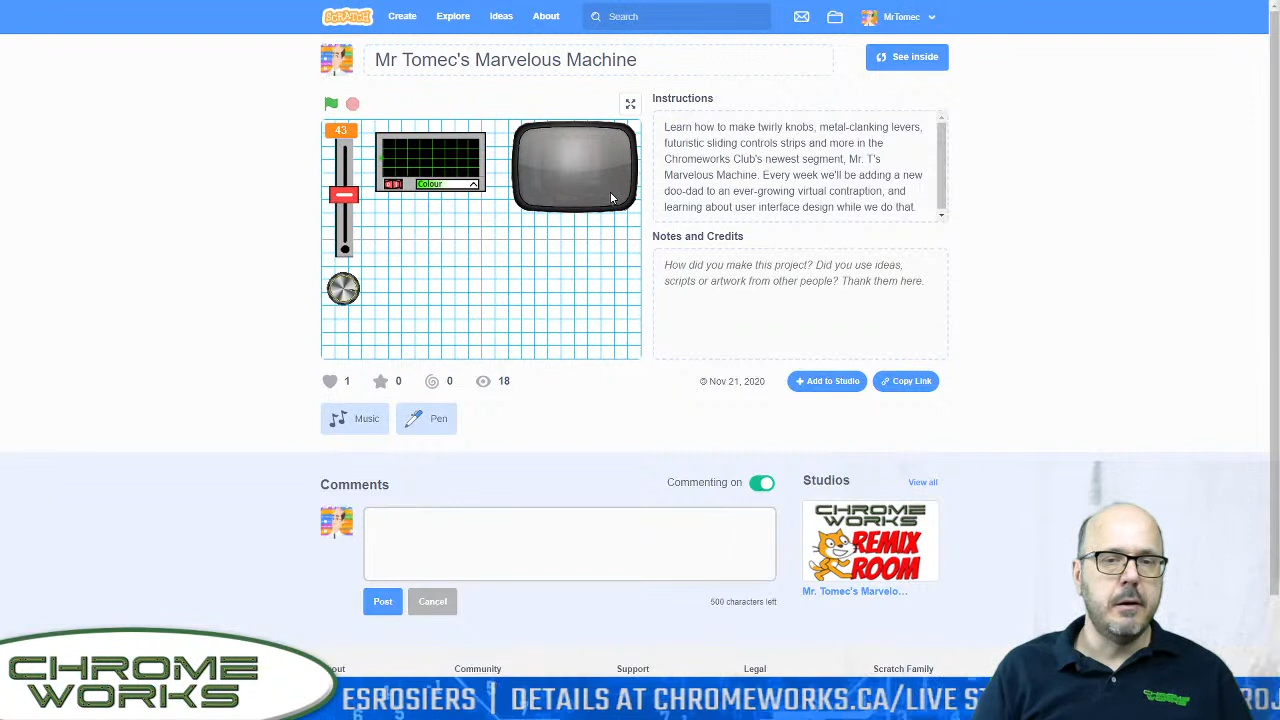 SCRATCH
Create
Explore
Ideas
About
Search
MrTomec
Mr Tomec's Marvelous Machine
See inside
Instructions
43
Colour
Learn how to make twirly knobs, metal-clanking levers,
futuristic sliding controls strips and more in the
Chromeworks Club's newest segment, Mr. T's
Marvelous Machine. Every week we'll be adding a new
doo-dad to an ever-growing virtual contraption, and
learning about user interface design while we do that.
Notes and Credits
How did you make this project? Did you use ideas,
scripts or artwork from other people? Thank them here.
1
0
0
18
© Nov 21, 2020
Add to Studio
Copy Link
Music
Pen
Comments
Commenting on
Studios
View all
CHROME
WORKS
REMIX
ROOM
Mr. Tomec's Marvelo...
Post
Cancel
500 characters left
out
Community
Support
Legal
Scratch Family
CHROME
WORKS
ESROSIERS | DETAILS AT CHROMEWORKS.CA/LIVE S
CHROME
WORKS